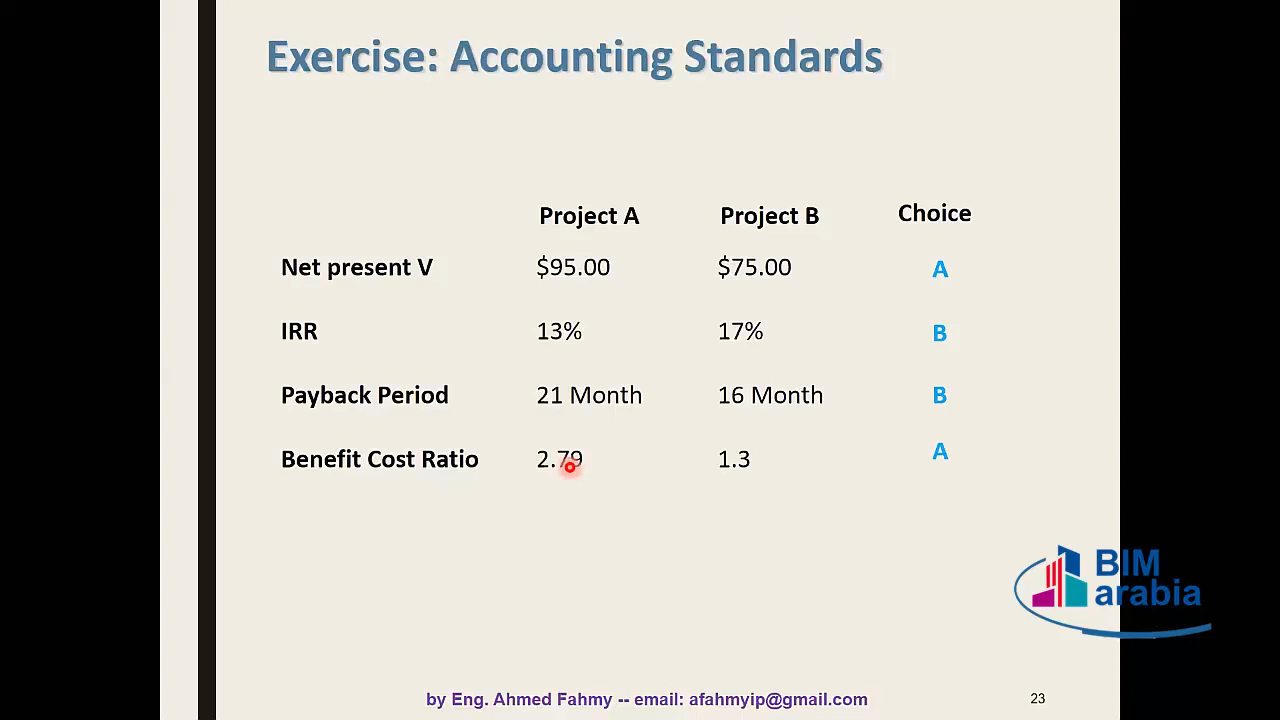 Exercise: Accounting Standards
Project A Project B Choice
Net present V $95.00 $75.00 A
IRR 13% 17% B
Payback Period 21 Month 16 Month B
Benefit Cost Ratio 2.79 1.3 A
BIM
arabia
by Eng. Ahmed Fahmy -- email: afahmyip@gmail.com 23